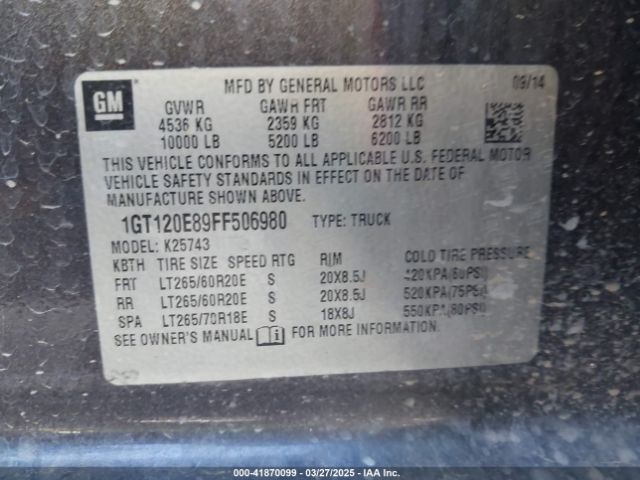 GM
MFD BY GENERAL MOTORS LLC 09/14
GVWR GAWR FRT GAWR RR
4536 KG 2359 KG 2812 KG
10000 LB 5200 LB 6200 LB
THIS VEHICLE CONFORMS TO ALL APPLICABLE U.S. FEDERAL MOTOR
VEHICLE SAFETY STANDARDS IN EFFECT ON THE DATE OF
MANUFACTURE SHOWN ABOVE.
1GT120E89FF506980 TYPE: TRUCK
MODEL: K25743
KBTH TIRE SIZE SPEED RTG RIM COLD TIRE PRESSURE
FRT LT265/60R20E S 20X8.5J 420KPA(60PSI)
RR LT265/60R20E S 20X8.5J 520KPA(75PSI)
SPA LT265/70R18E S 18X8J 550KPA(80PSI)
SEE OWNER'S MANUAL FOR MORE INFORMATION.
000-41870099 — 03/27/2025 — IAA Inc.